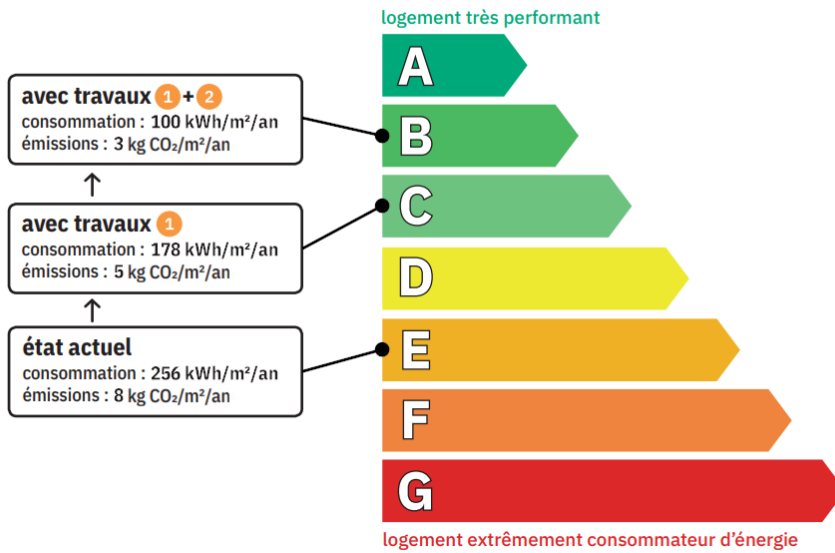 logement très performant
A
avec travaux 1 + 2
consommation : 100 kWh/m²/an
émissions : 3 kg CO₂/m²/an
B
avec travaux 1
consommation : 178 kWh/m²/an
émissions : 5 kg CO₂/m²/an
C
D
état actuel
consommation : 256 kWh/m²/an
émissions : 8 kg CO₂/m²/an
E
F
G
logement extrêmement consommateur d’énergie